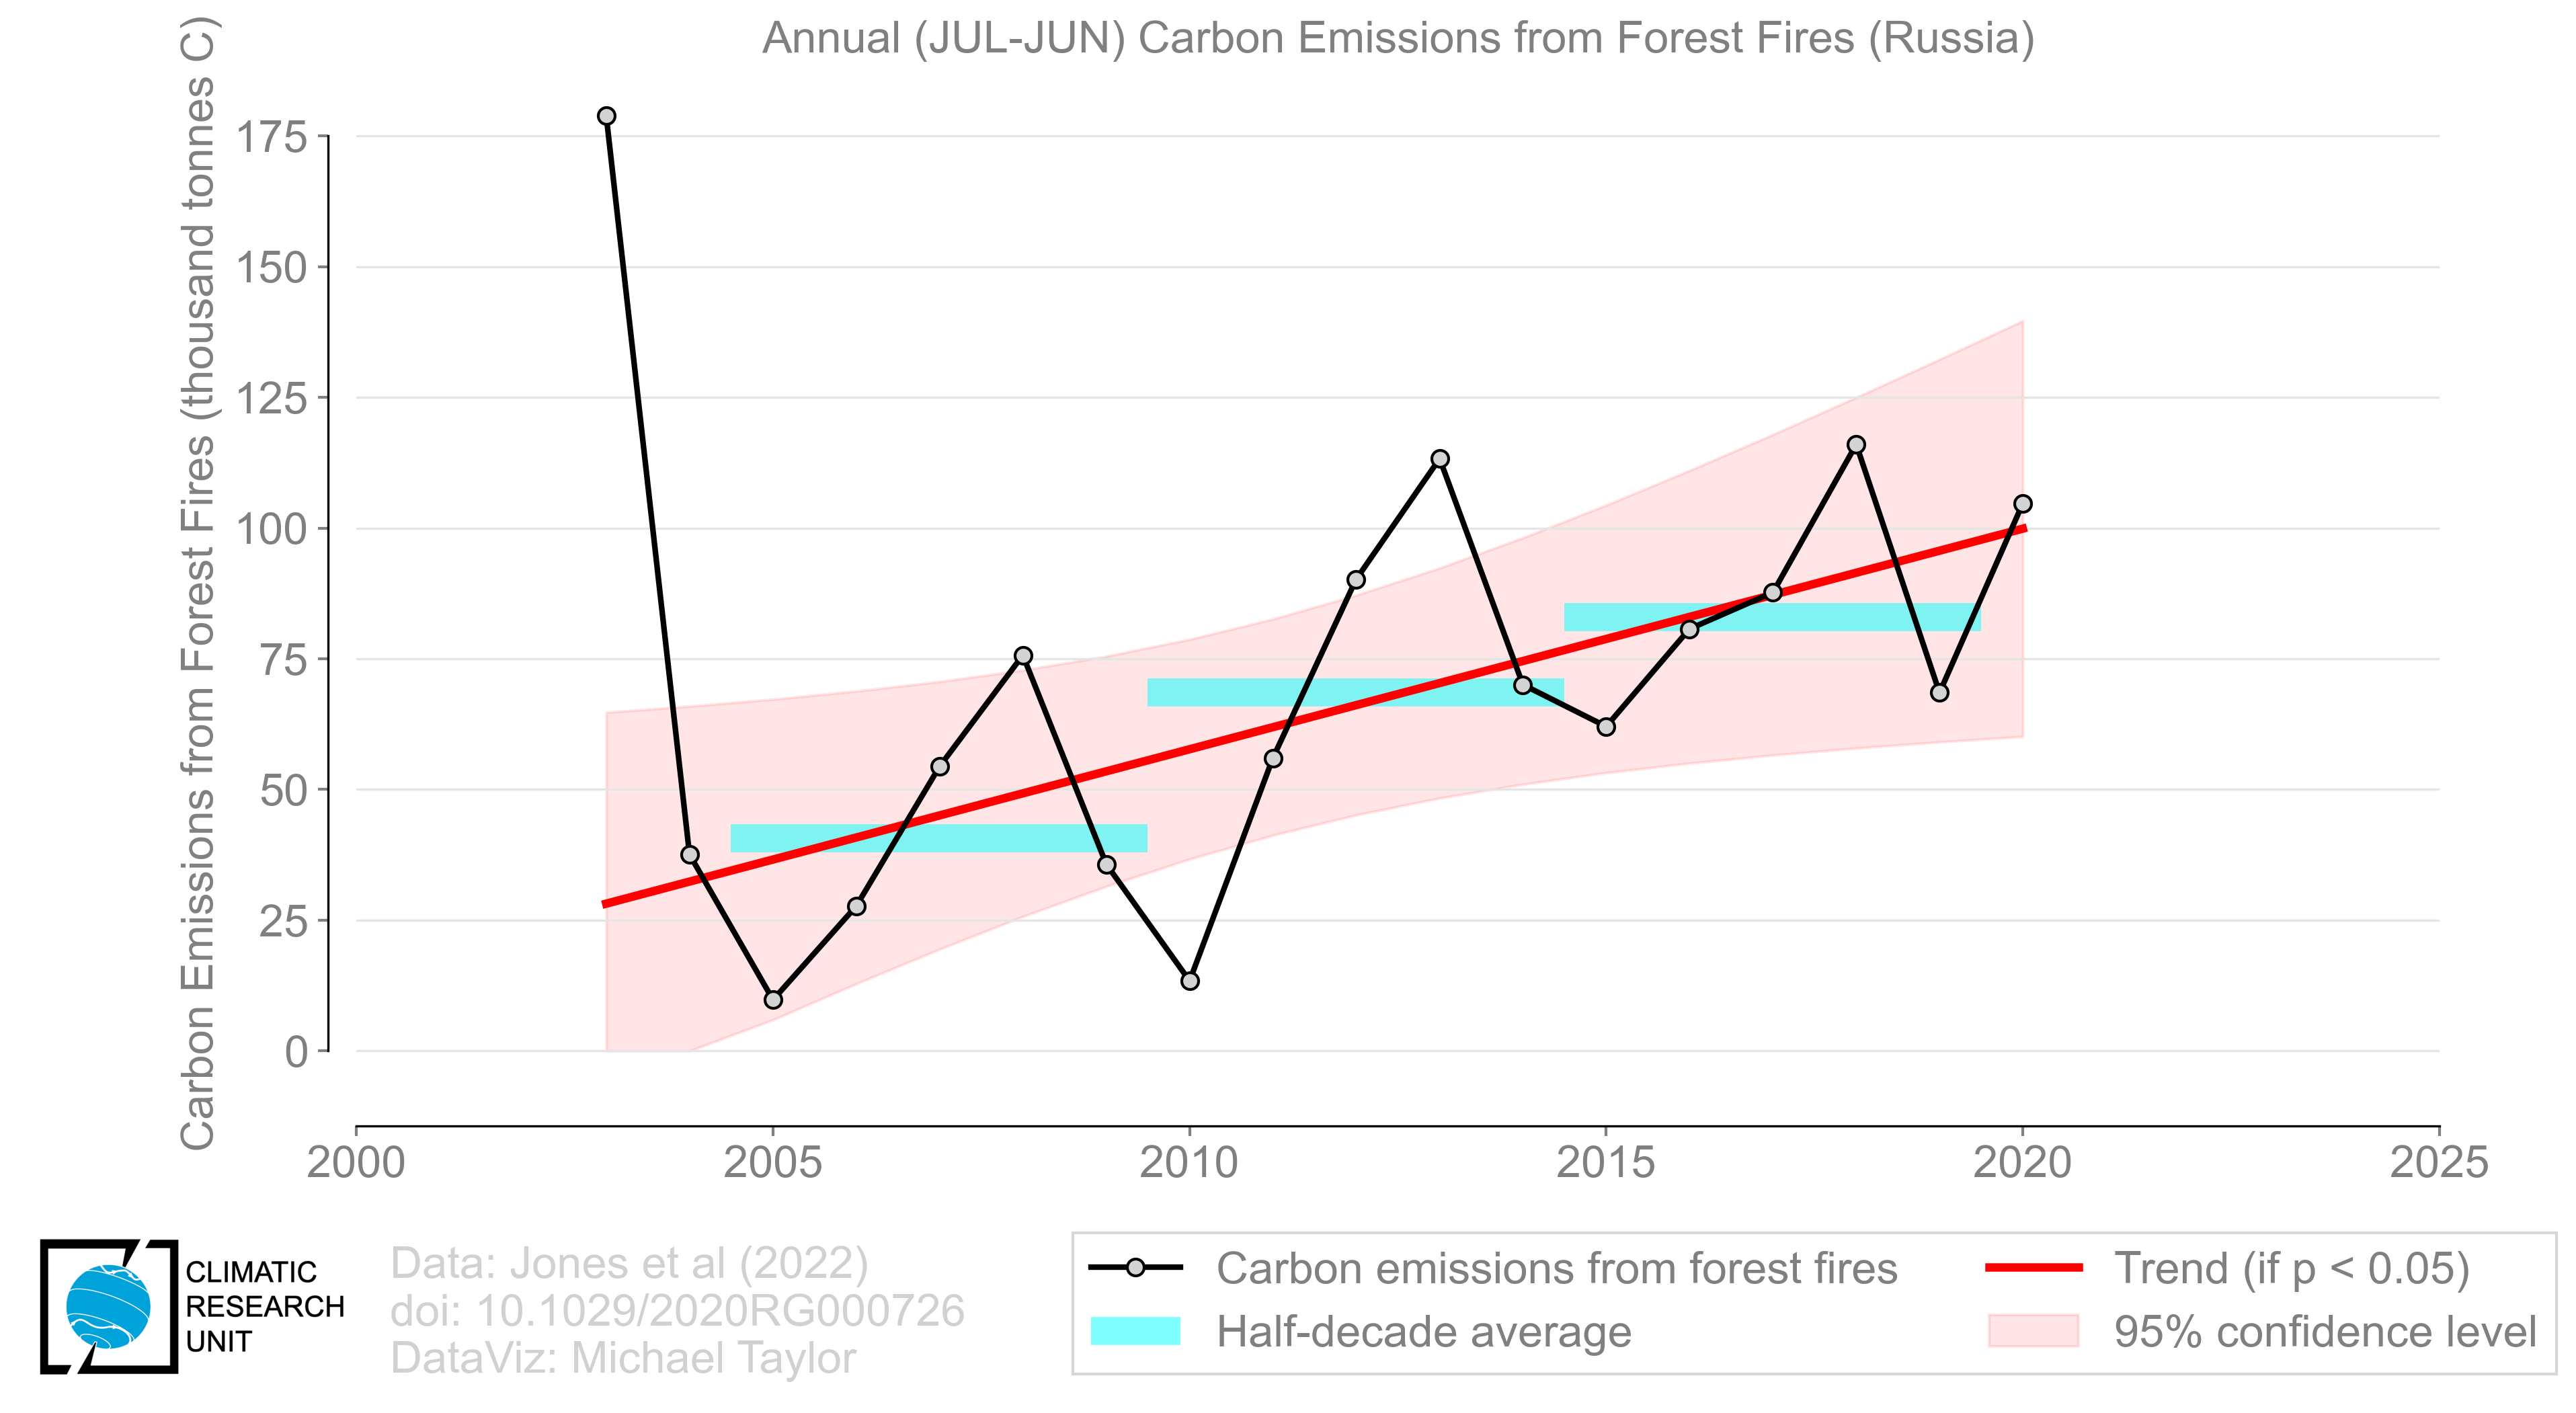 Annual (JUL-JUN) Carbon Emissions from Forest Fires (Russia)
Carbon Emissions from Forest Fires (thousand tonnes C)
175
150
125
100
75
50
25
0
2000
2005
2010
2015
2020
2025
CLIMATIC
RESEARCH
UNIT
Data: Jones et al (2022)
doi: 10.1029/2020RG000726
DataViz: Michael Taylor
Carbon emissions from forest fires
Half-decade average
Trend (if p < 0.05)
95% confidence level